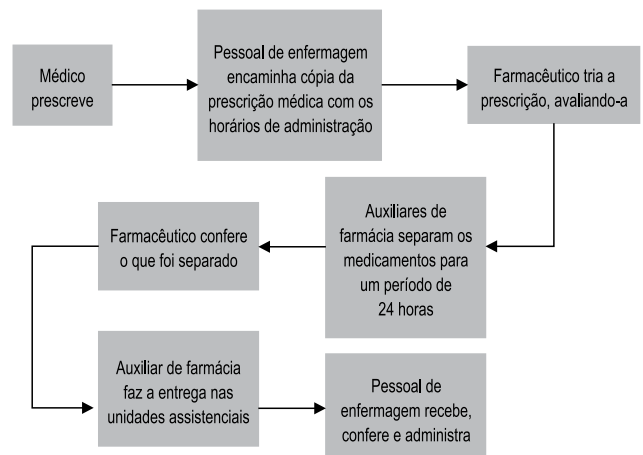 Médico
prescreve
Pessoal de enfermagem
encaminha cópia da
prescrição médica com os
horários de administração
Farmacêutico tria a
prescrição, avaliando-a
Auxiliares de
farmácia separam os
medicamentos para
um período de
24 horas
Farmacêutico confere
o que foi separado
Auxiliar de farmácia
faz a entrega nas
unidades assistenciais
Pessoal de
enfermagem recebe,
confere e administra